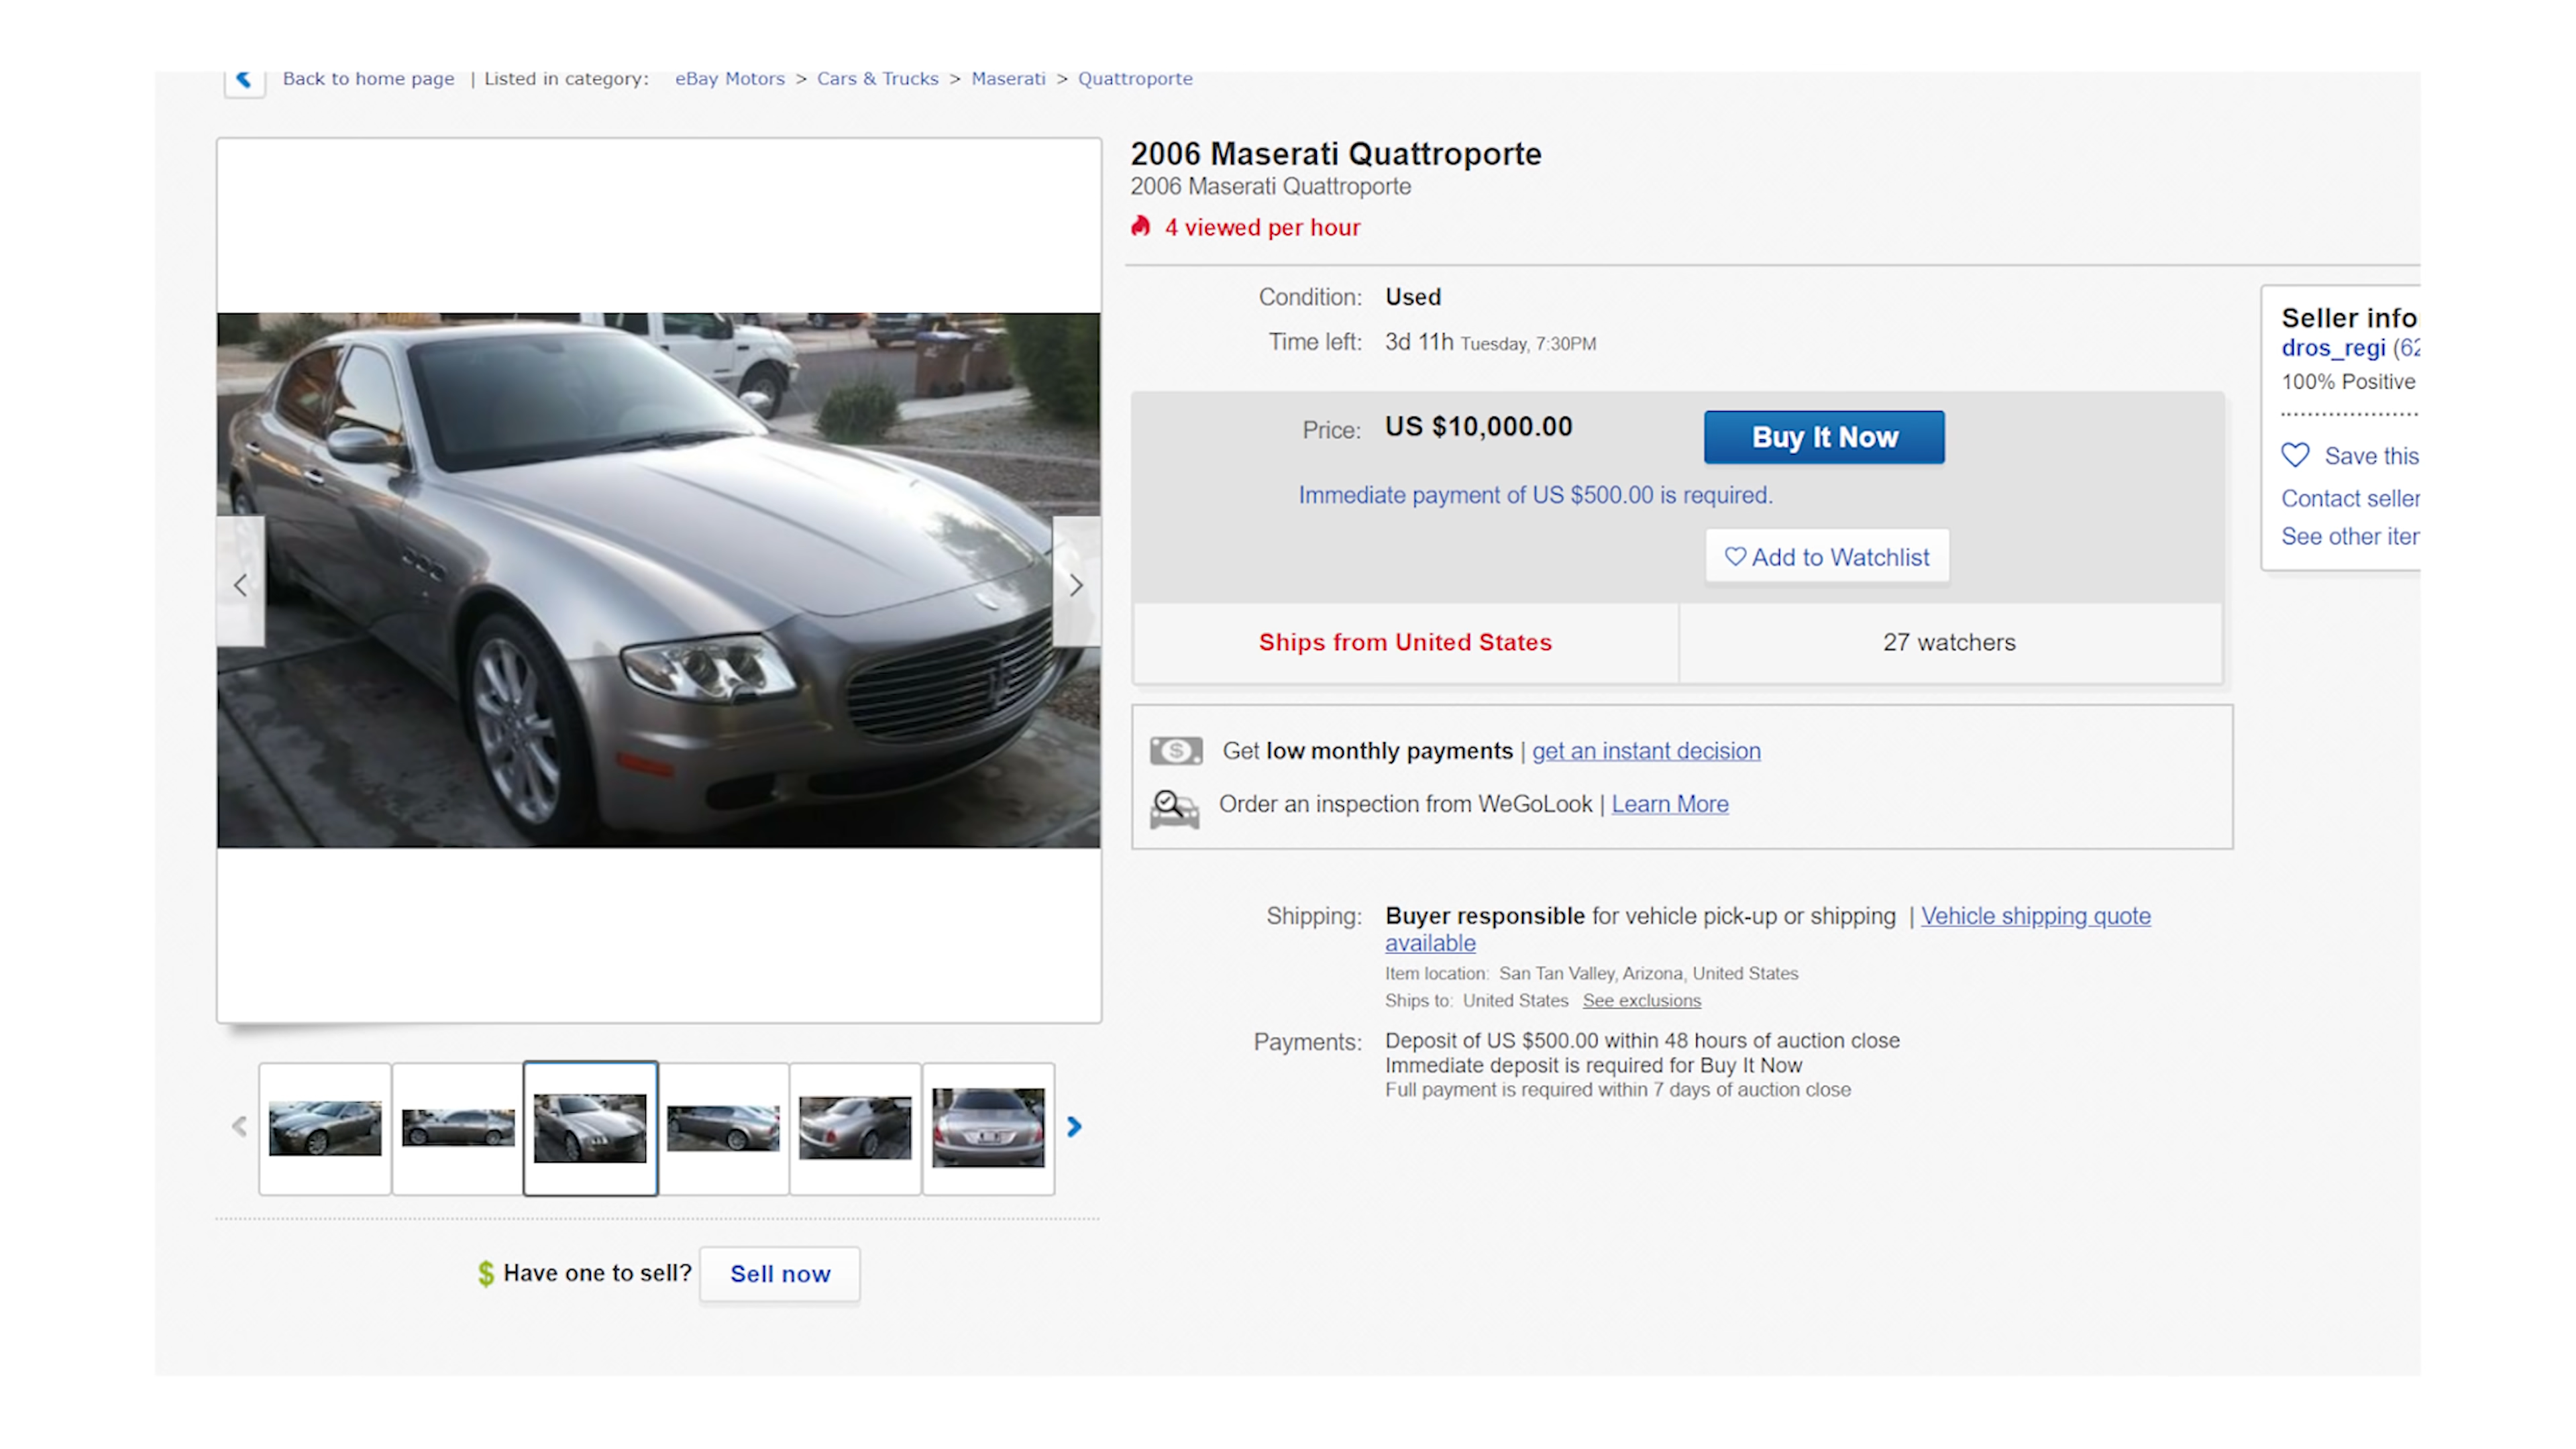 Back to home page | Listed in category: eBay Motors > Cars & Trucks > Maserati > Quattroporte
2006 Maserati Quattroporte
2006 Maserati Quattroporte
4 viewed per hour
Condition: Used
Time left: 3d 11h Tuesday, 7:30PM
Price: US $10,000.00
Buy It Now
Immediate payment of US $500.00 is required.
Add to Watchlist
Ships from United States
27 watchers
Get low monthly payments | get an instant decision
Order an inspection from WeGoLook | Learn More
Shipping: Buyer responsible for vehicle pick-up or shipping | Vehicle shipping quote
available
Item location: San Tan Valley, Arizona, United States
Ships to: United States See exclusions
Payments: Deposit of US $500.00 within 48 hours of auction close
Immediate deposit is required for Buy It Now
Full payment is required within 7 days of auction close
Seller info
dros_regi (62
100% Positive
Save this
Contact seller
See other iter
$ Have one to sell? Sell now